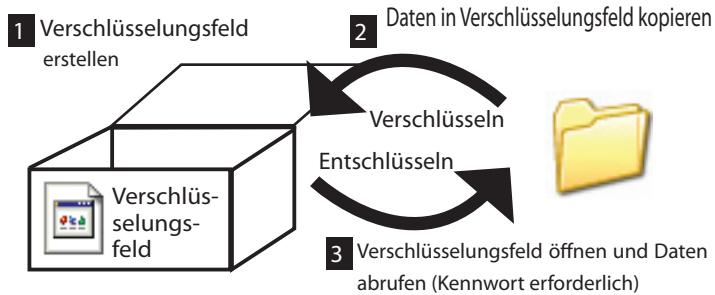 1 Verschlüsselungsfeld
erstellen
2 Daten in Verschlüsselungsfeld kopieren
Verschlüsseln
Entschlüsseln
Verschlüs-
selungs-
feld
3 Verschlüsselungsfeld öffnen und Daten
abrufen (Kennwort erforderlich)